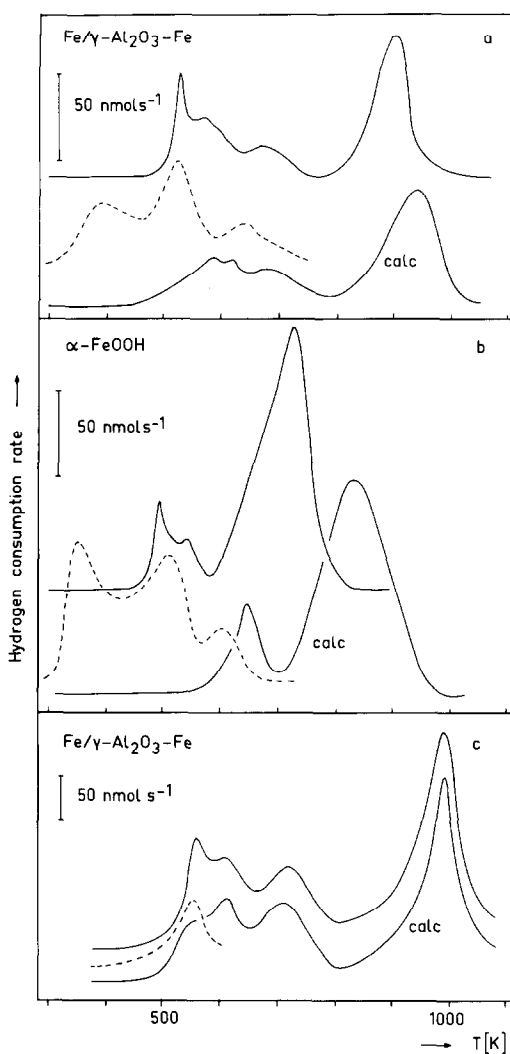 Fe/γ-Al₂O₃-Fe
a
50 nmols⁻¹
calc
α-FeOOH
b
50 nmols⁻¹
calc
Fe/γ-Al₂O₃-Fe
c
50 nmol s⁻¹
calc
Hydrogen consumption rate →
500
1000
→ T[K]